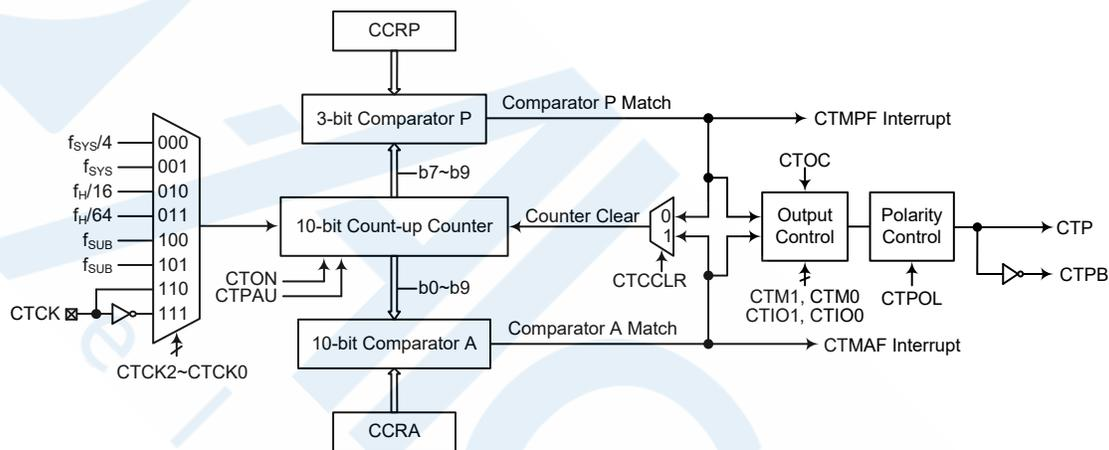 CCRP
3-bit Comparator P
Comparator P Match
CTMPF Interrupt
b7~b9
fSYS/4
000
fSYS
001
fH/16
010
fH/64
011
fSUB
100
fSUB
101
110
CTCK
111
CTCK2~CTCK0
10-bit Count-up Counter
CTON
CTPAU
Counter Clear
0
1
CTCCLR
CTOC
Output
Control
CTM1, CTM0
CTIO1, CTIO0
Polarity
Control
CTPOL
CTP
CTPB
b0~b9
10-bit Comparator A
Comparator A Match
CTMAF Interrupt
CCRA